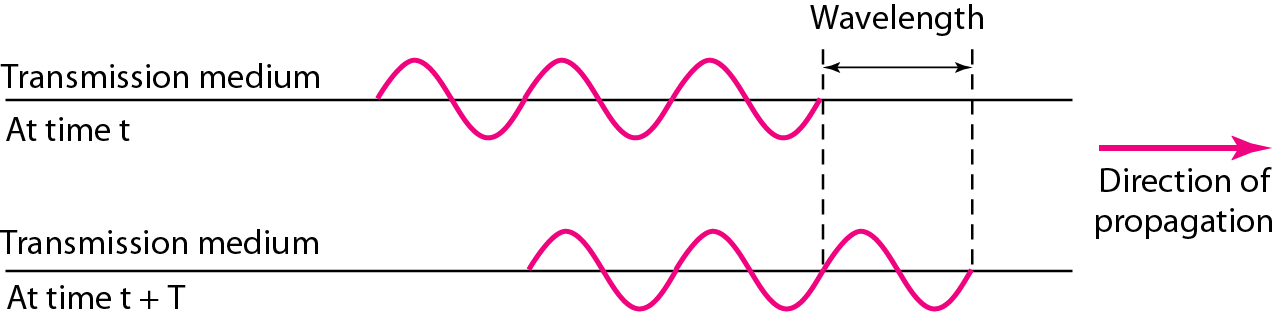 Wavelength
Transmission medium
At time t
Direction of
propagation
Transmission medium
At time t + T